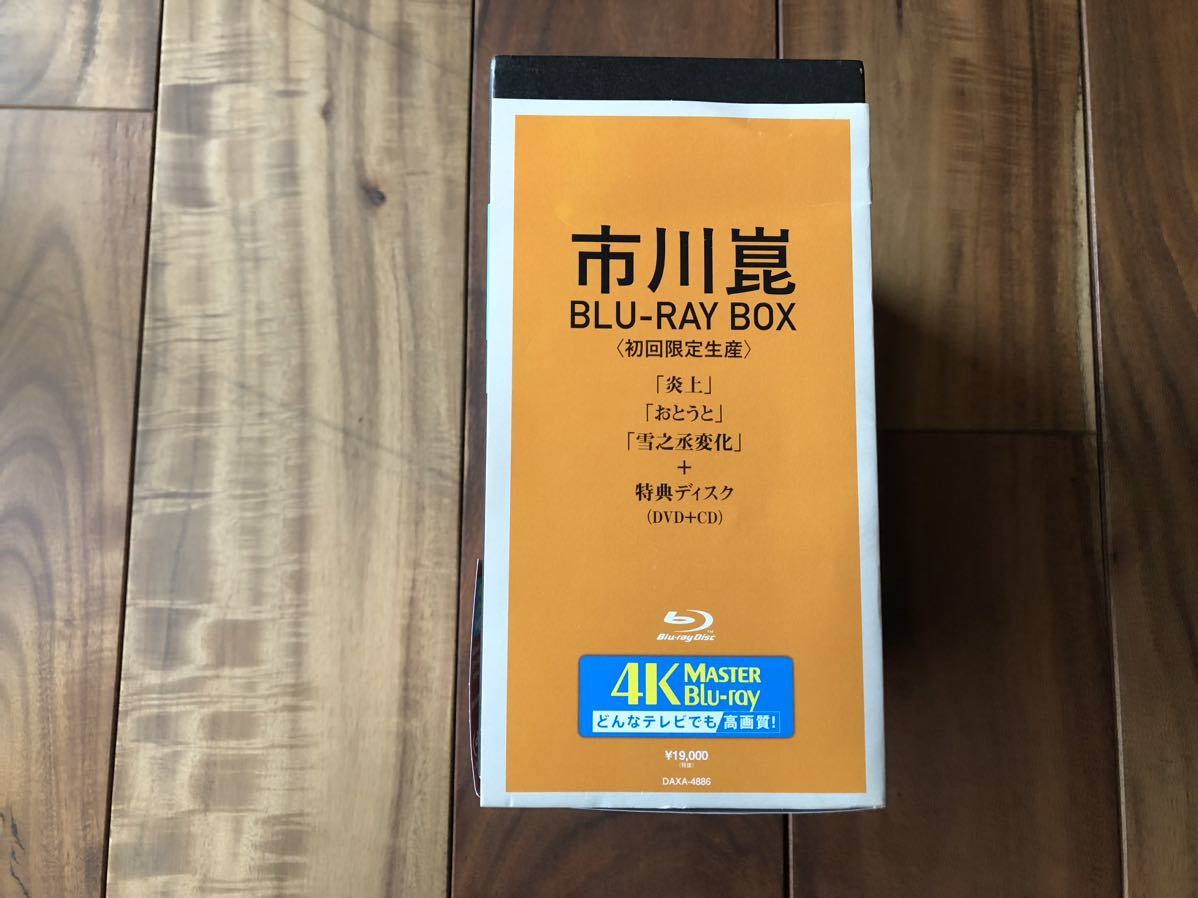 市川崑
BLU-RAY BOX
〈初回限定生産〉
「炎上」
「おとうと」
「雪之丞変化」
+
特典ディスク
(DVD+CD)
Blu-ray Disc
4K MASTER Blu-ray
どんなテレビでも 高画質!
¥19,000
(税抜)
DAXA-4886